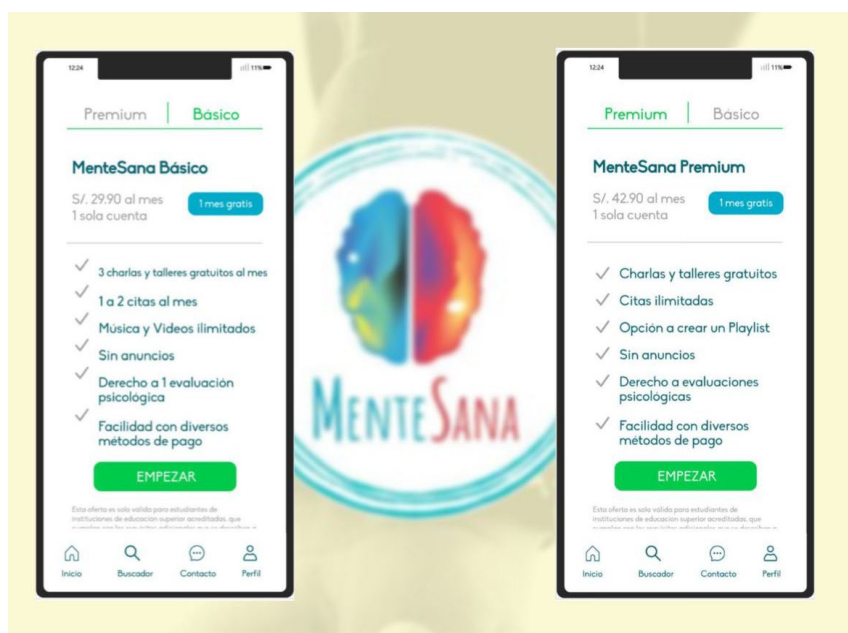 12:24
11%
Premium
Básico
MenteSana Básico
S/. 29.90 al mes
1 sola cuenta
1 mes gratis
3 charlas y talleres gratuitos al mes
1 a 2 citas al mes
Música y Videos ilimitados
Sin anuncios
Derecho a 1 evaluación
psicológica
Facilidad con diversos
métodos de pago
EMPEZAR
Esta oferta es solo valida para estudiantes de
instituciones de educación superior acreditadas, que
Inicio
Buscador
Contacto
Perfil
MENTESANA
12:24
11%
Premium
Básico
MenteSana Premium
S/. 42.90 al mes
1 sola cuenta
1 mes gratis
Charlas y talleres gratuitos
Citas ilimitadas
Opción a crear un Playlist
Sin anuncios
Derecho a evaluaciones
psicológicas
Facilidad con diversos
métodos de pago
EMPEZAR
Esta oferta es solo valida para estudiantes de
instituciones de educación superior acreditadas, que
Inicio
Buscador
Contacto
Perfil